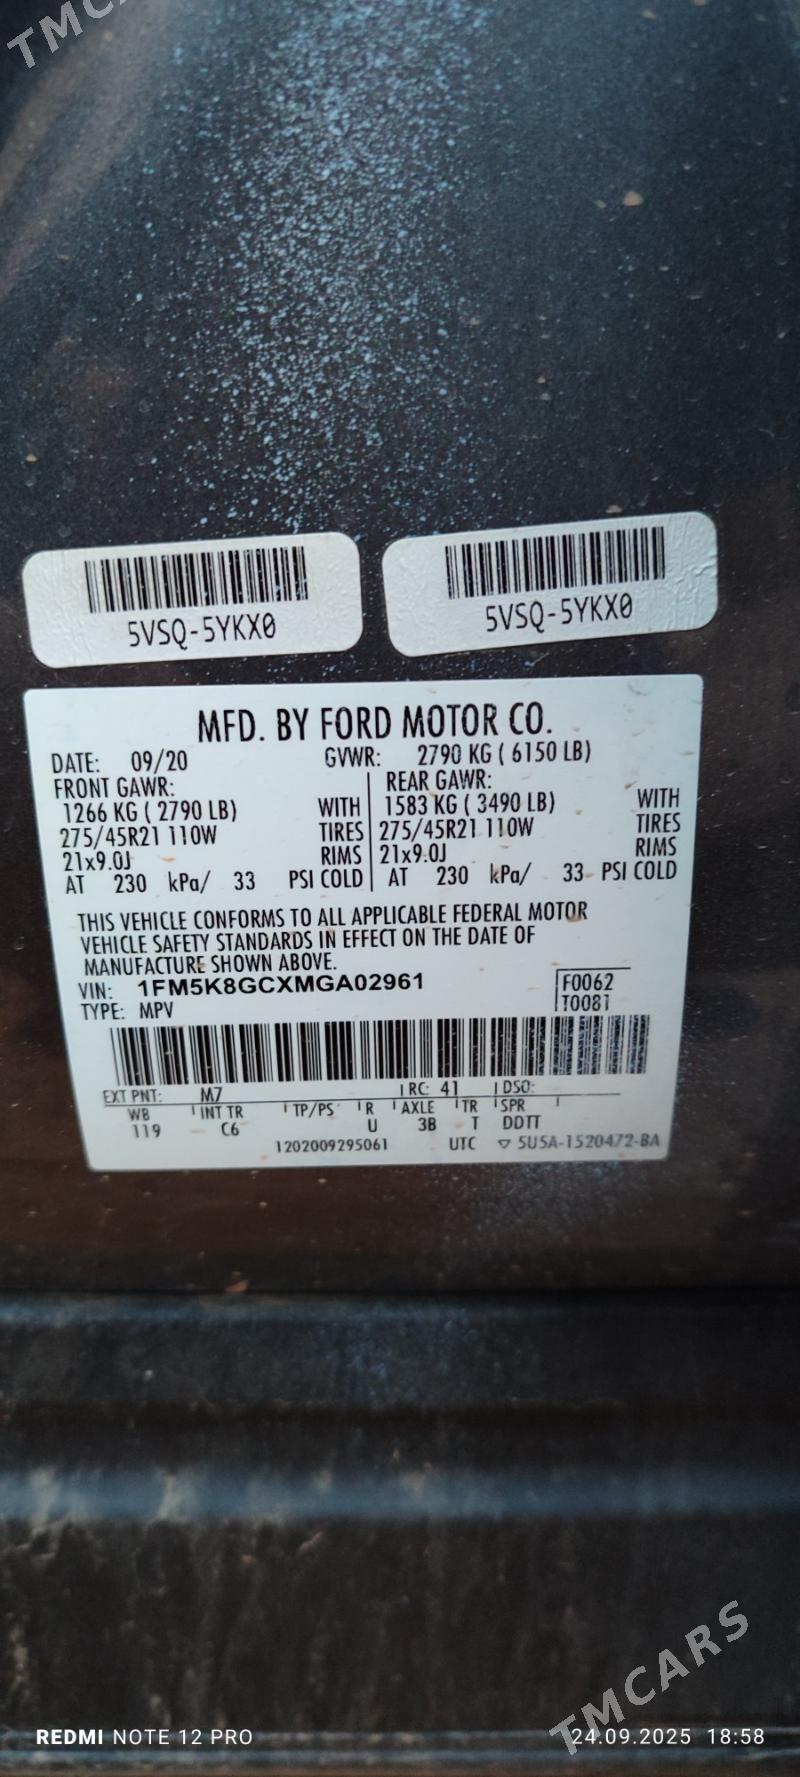 TMCARS
5VSQ-5YKX0
5VSQ-5YKX0
MFD. BY FORD MOTOR CO.
DATE: 09/20 GVWR: 2790 KG ( 6150 LB)
FRONT GAWR: REAR GAWR:
1266 KG ( 2790 LB) WITH 1583 KG ( 3490 LB) WITH
275/45R21 110W TIRES 275/45R21 110W TIRES
21x9.0J RIMS 21x9.0J RIMS
AT 230 kPa/ 33 PSI COLD AT 230 kPa/ 33 PSI COLD
THIS VEHICLE CONFORMS TO ALL APPLICABLE FEDERAL MOTOR
VEHICLE SAFETY STANDARDS IN EFFECT ON THE DATE OF
MANUFACTURE SHOWN ABOVE.
VIN: 1FM5K8GCXMGA02961 F0062
TYPE: MPV T0081
EXT PNT: M7 RC: 41 DSO:
WB INT TR TP/PS R AXLE TR SPR
119 C6 U 3B T DDTT
1202009295061 UTC ▽ 5U5A-1520472-BA
TMCARS
REDMI NOTE 12 PRO 24.09.2025 18:58